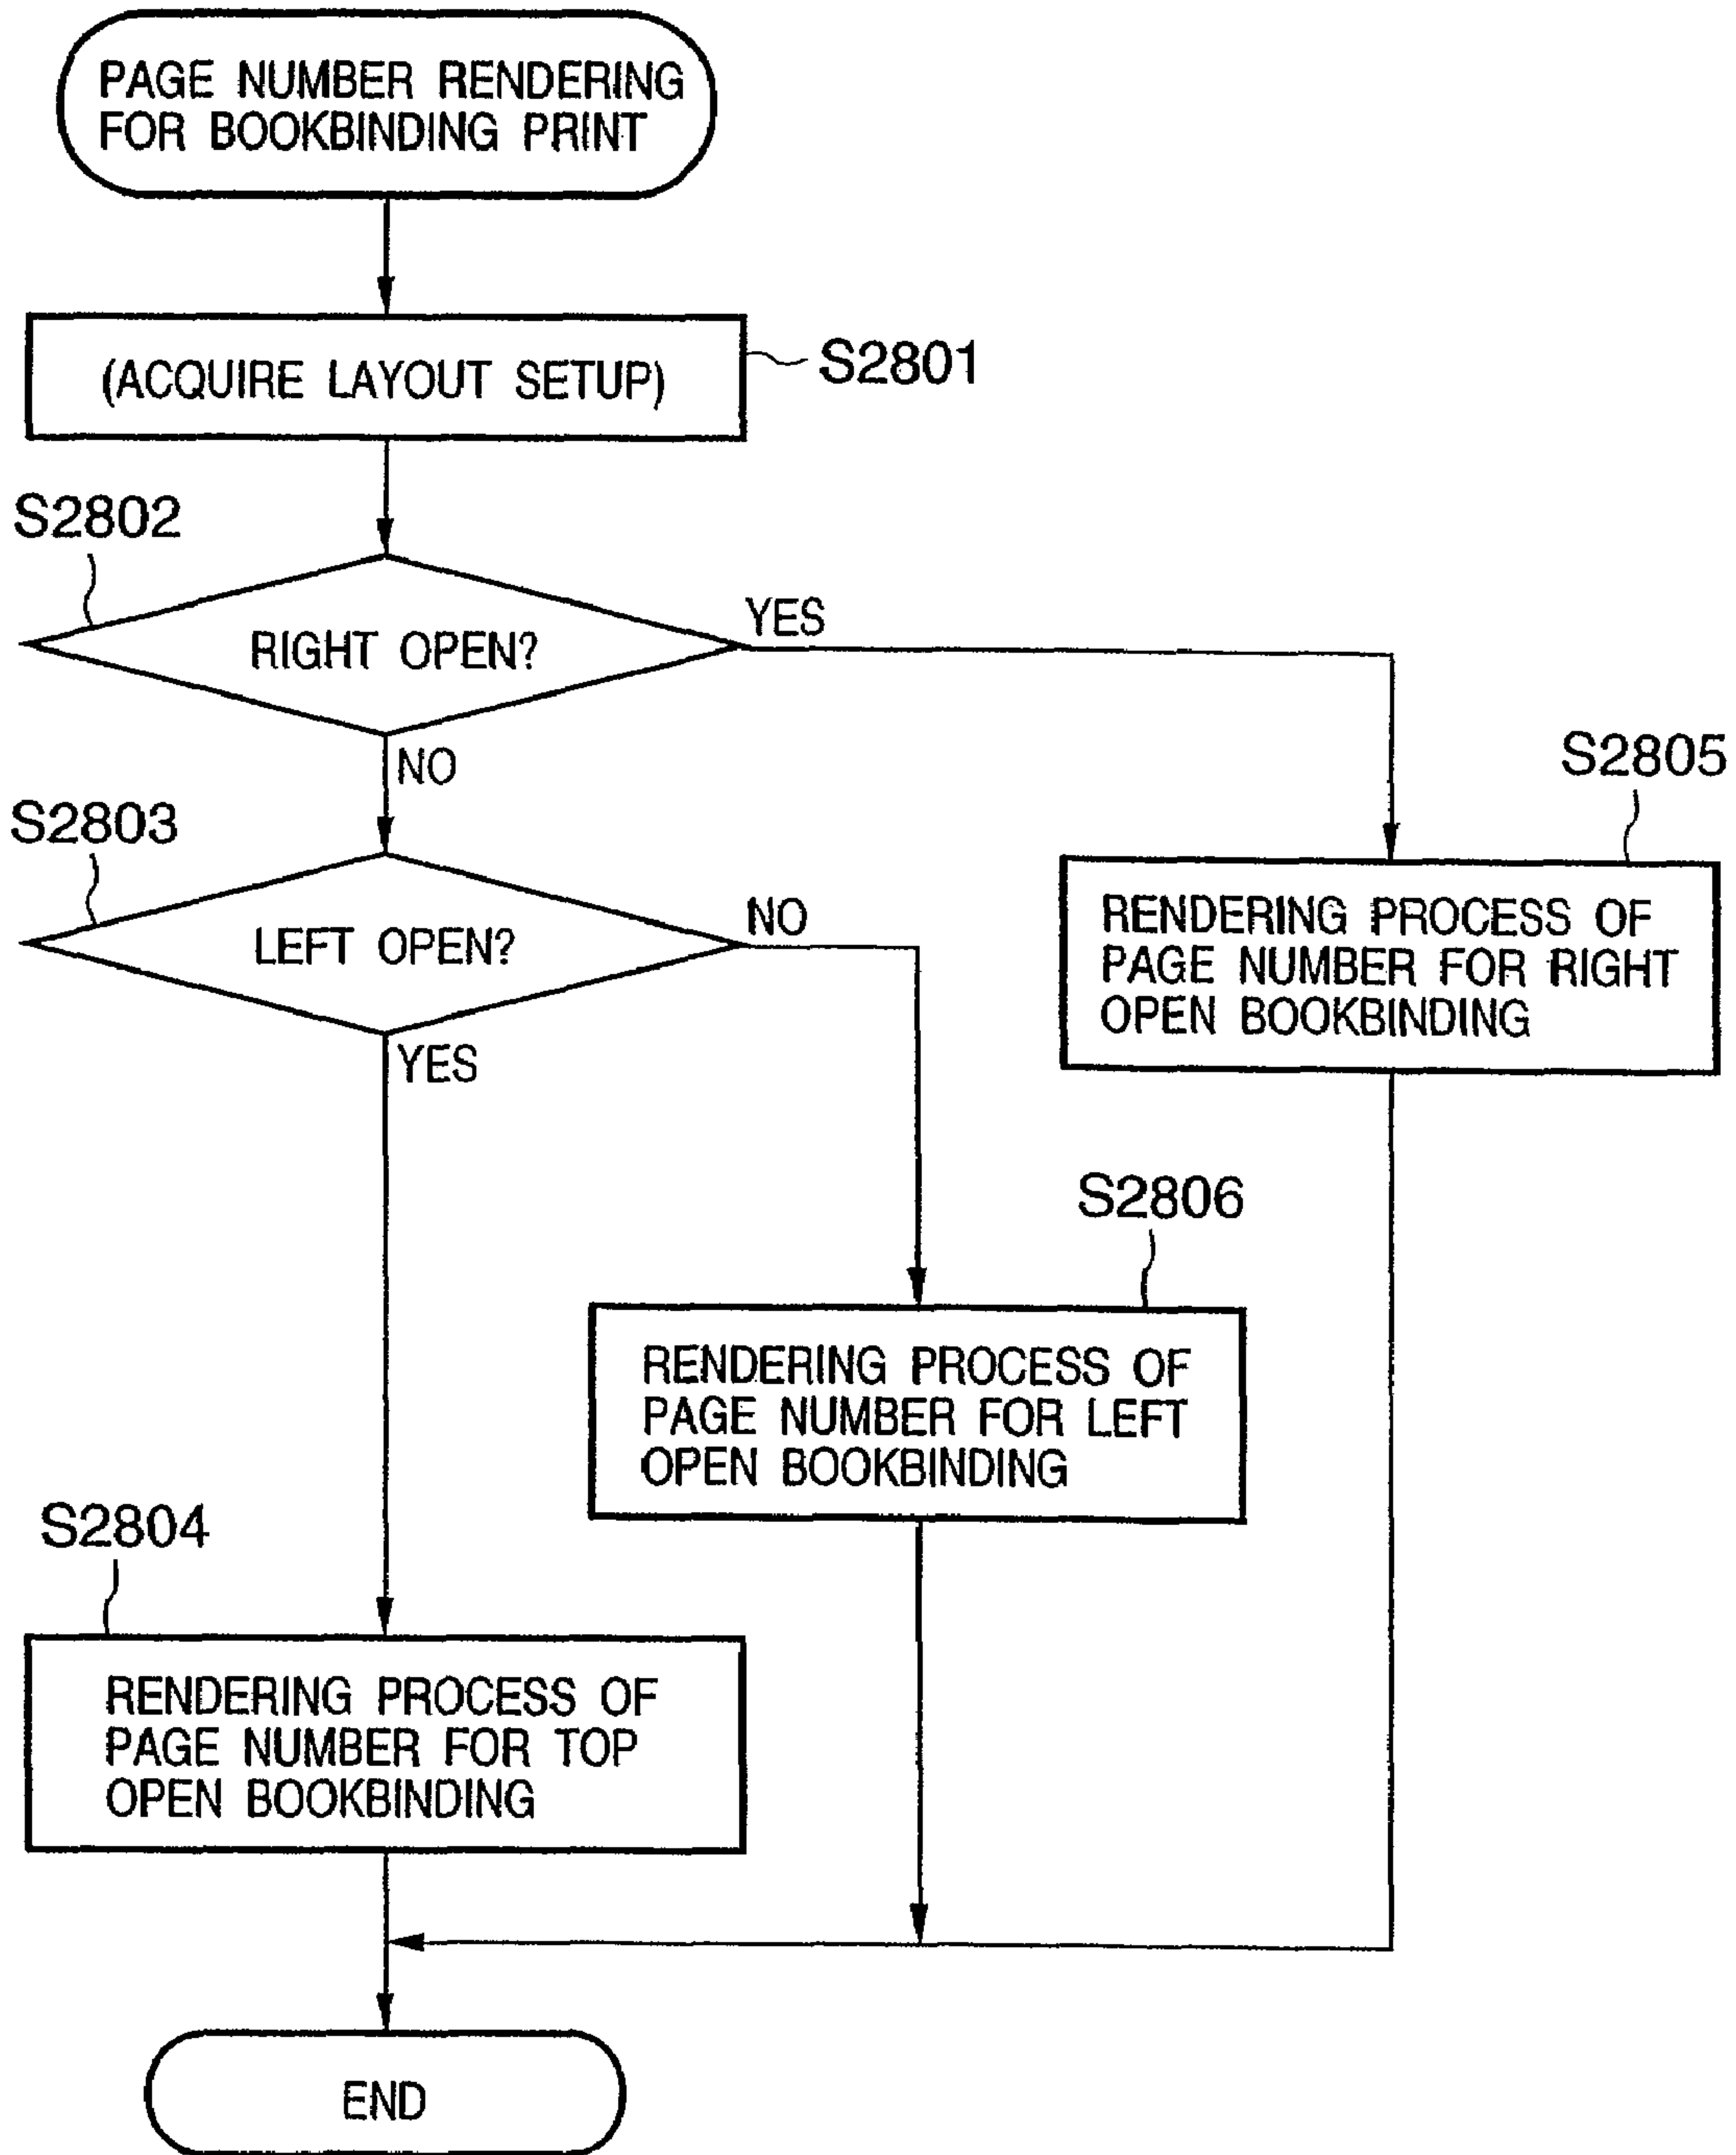 PAGE NUMBER RENDERING
FOR BOOKBINDING PRINT
(ACQUIRE LAYOUT SETUP)
S2801
S2802
RIGHT OPEN?
YES
NO
S2803
LEFT OPEN?
NO
YES
S2805
RENDERING PROCESS OF
PAGE NUMBER FOR RIGHT
OPEN BOOKBINDING
S2806
RENDERING PROCESS OF
PAGE NUMBER FOR LEFT
OPEN BOOKBINDING
S2804
RENDERING PROCESS OF
PAGE NUMBER FOR TOP
OPEN BOOKBINDING
END